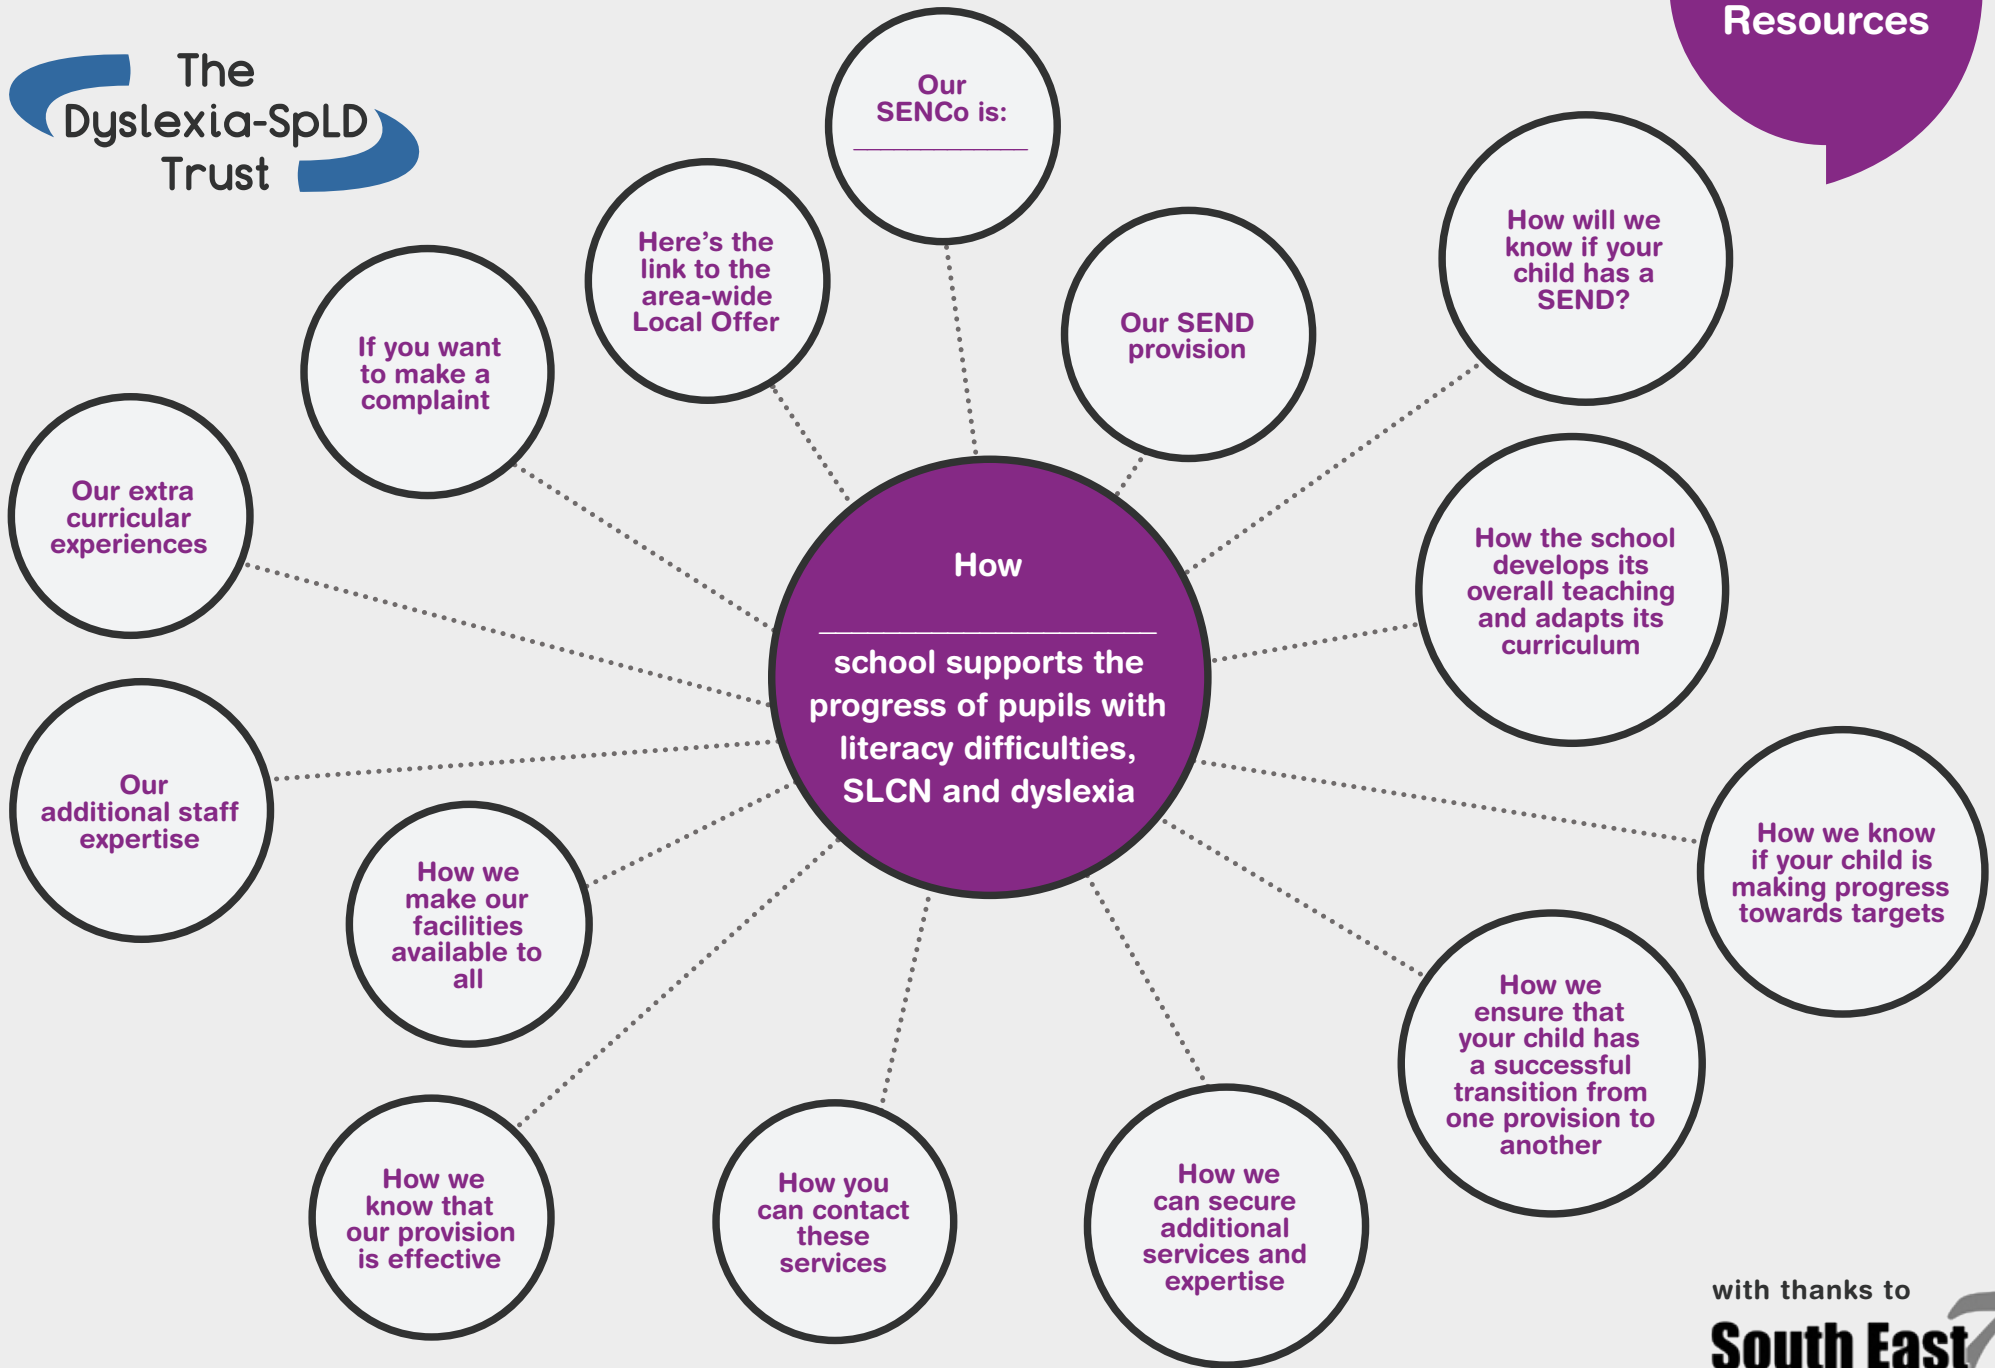 The
Dyslexia-SpLD
Trust
Resources
Our
SENCo is:
____________
Here’s the
link to the
area-wide
Local Offer
Our SEND
provision
How will we
know if your
child has a
SEND?
If you want
to make a
complaint
Our extra
curricular
experiences
How the school
develops its
overall teaching
and adapts its
curriculum
How
____________________
school supports the
progress of pupils with
literacy difficulties,
SLCN and dyslexia
Our
additional staff
expertise
How we
make our
facilities
available to
all
How we know
if your child is
making progress
towards targets
How we
ensure that
your child has
a successful
transition from
one provision to
another
How we
know that
our provision
is effective
How you
can contact
these
services
How we
can secure
additional
services and
expertise
with thanks to
South East 7